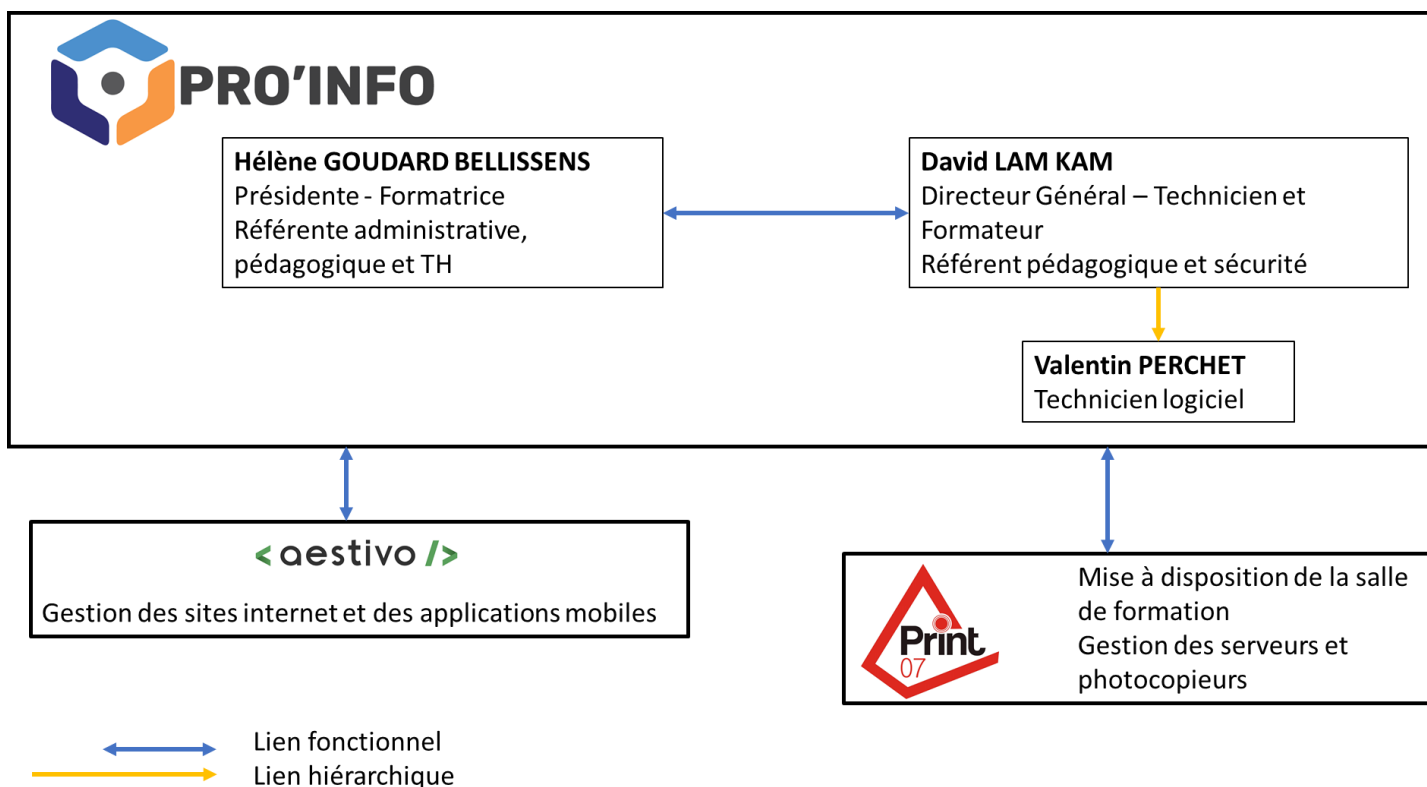 PRO'INFO
Hélène GOUDARD BELLISSENS
Présidente - Formatrice
Référente administrative,
pédagogique et TH
David LAM KAM
Directeur Général – Technicien et
Formateur
Référent pédagogique et sécurité
Valentin PERCHET
Technicien logiciel
< aestivo />
Gestion des sites internet et des applications mobiles
Print
07
Mise à disposition de la salle
de formation
Gestion des serveurs et
photocopieurs
Lien fonctionnel
Lien hiérarchique